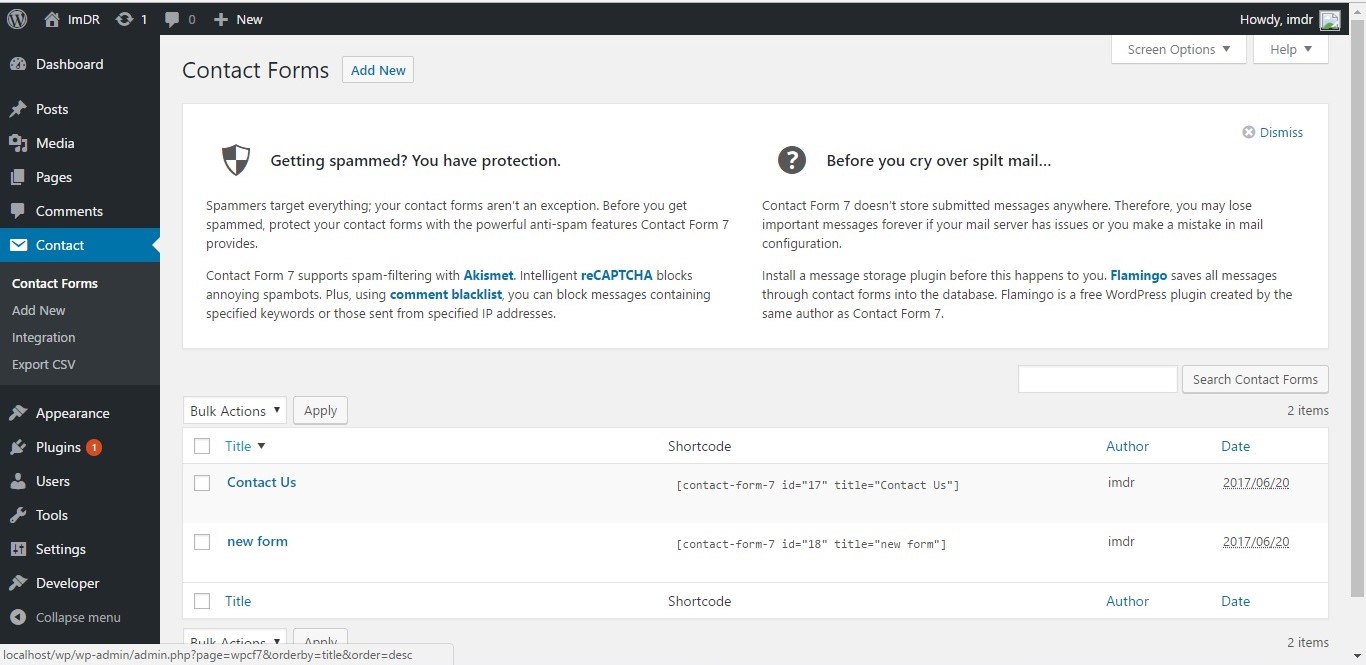 ImDR 1 0 New Howdy, imdr
Screen Options Help
Dashboard
Posts
Media
Pages
Comments
Contact
Contact Forms
Add New
Integration
Export CSV
Appearance
Plugins 1
Users
Tools
Settings
Developer
Collapse menu
Contact Forms Add New
Dismiss
Getting spammed? You have protection.
Spammers target everything; your contact forms aren't an exception. Before you get
spammed, protect your contact forms with the powerful anti-spam features Contact Form 7
provides.
Contact Form 7 supports spam-filtering with Akismet. Intelligent reCAPTCHA blocks
annoying spambots. Plus, using comment blacklist, you can block messages containing
specified keywords or those sent from specified IP addresses.
? Before you cry over spilt mail…
Contact Form 7 doesn't store submitted messages anywhere. Therefore, you may lose
important messages forever if your mail server has issues or you make a mistake in mail
configuration.
Install a message storage plugin before this happens to you. Flamingo saves all messages
through contact forms into the database. Flamingo is a free WordPress plugin created by the
same author as Contact Form 7.
Search Contact Forms
Bulk Actions Apply 2 items
Title Shortcode Author Date
Contact Us [contact-form-7 id="17" title="Contact Us"] imdr 2017/06/20
new form [contact-form-7 id="18" title="new form"] imdr 2017/06/20
Title Shortcode Author Date
Bulk Actions Apply 2 items
localhost/wp/wp-admin/admin.php?page=wpcf7&orderby=title&order=desc